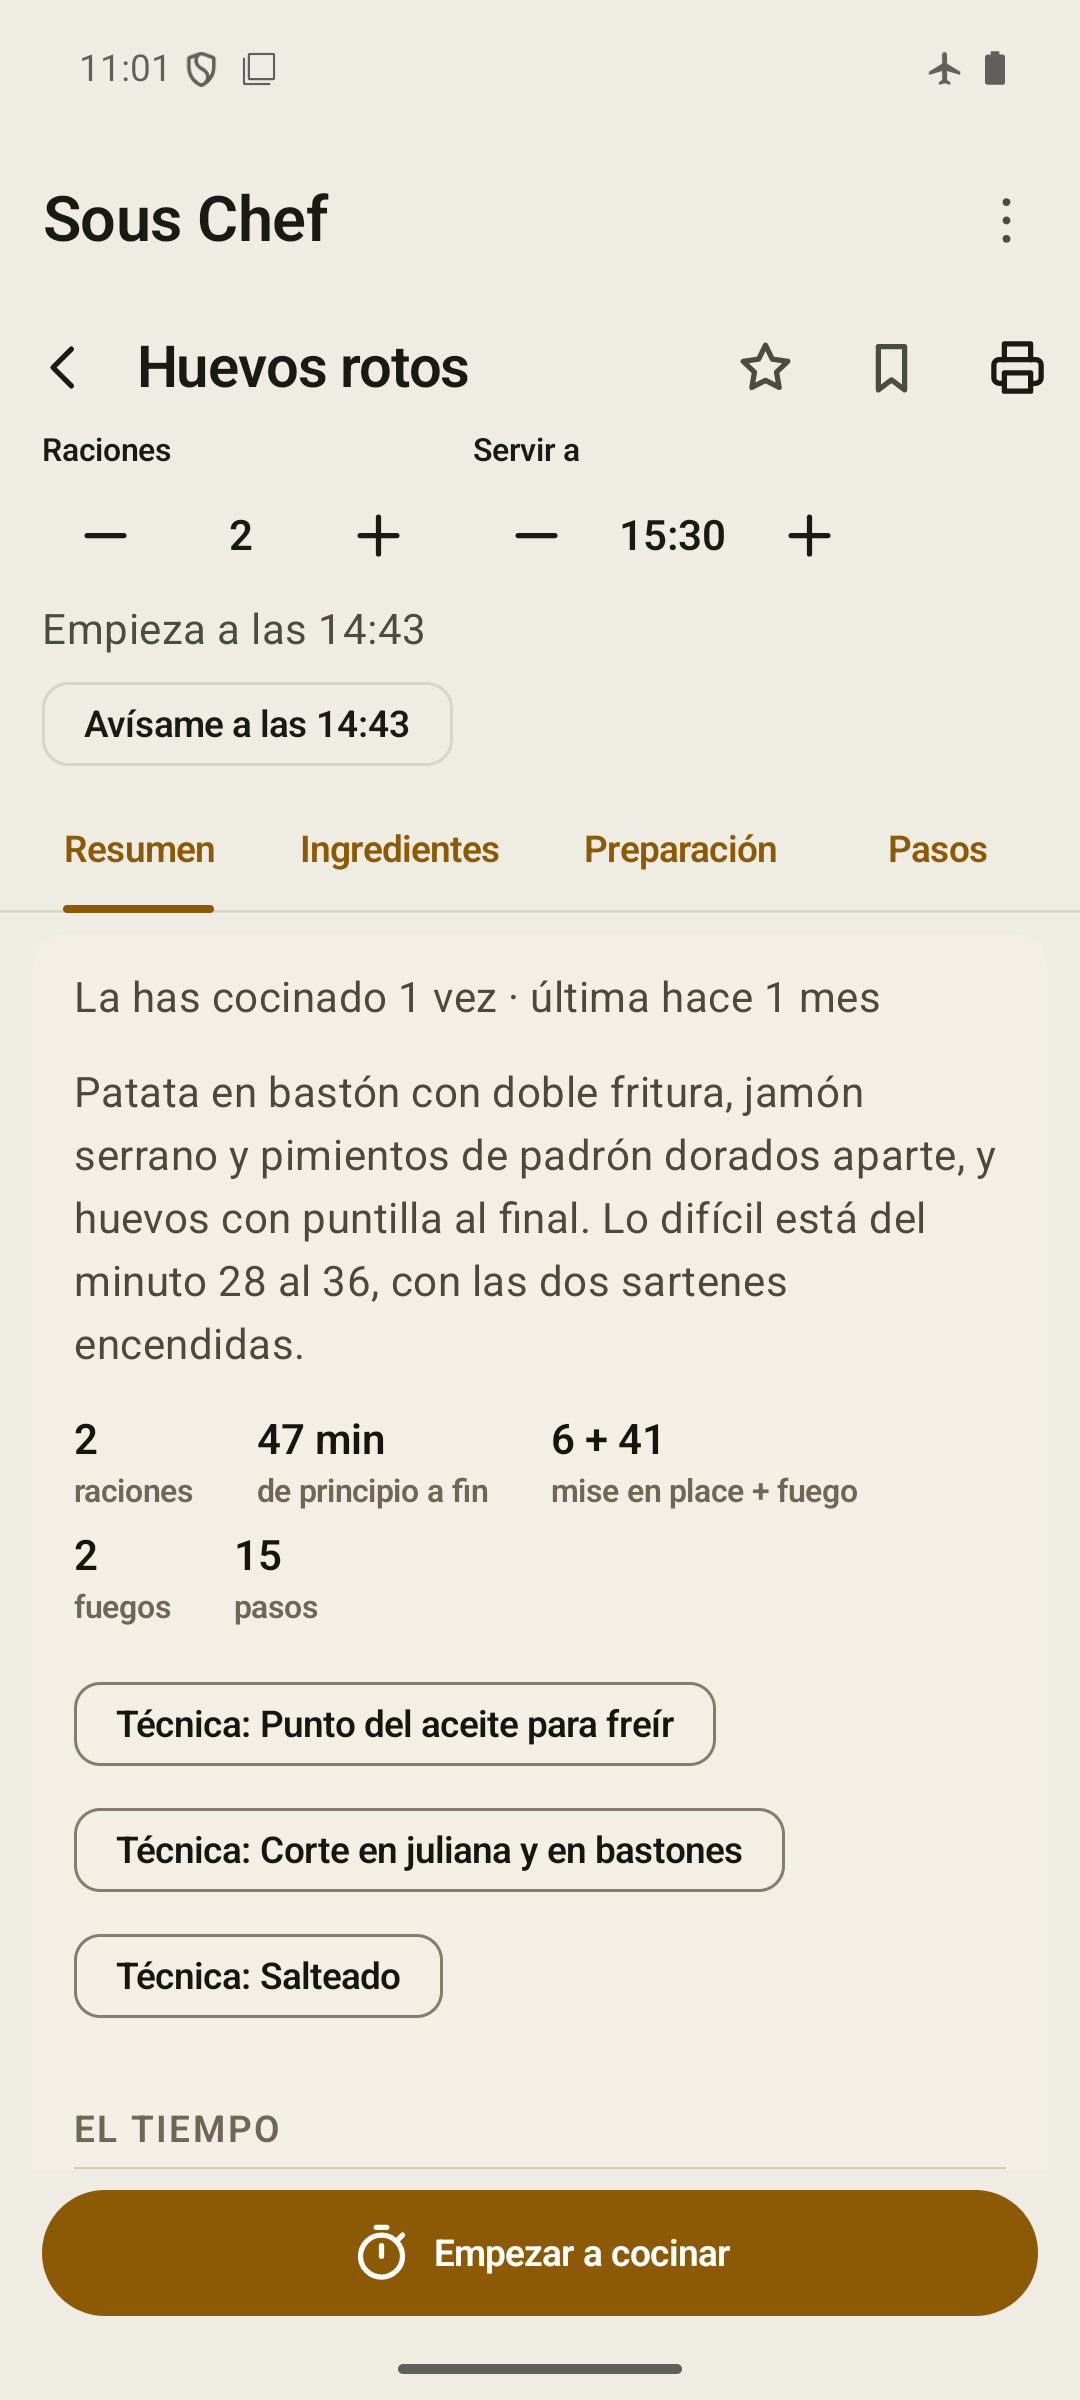 11:01
Sous Chef
Huevos rotos
Raciones
Servir a
2
15:30
Empieza a las 14:43
Avísame a las 14:43
Resumen
Ingredientes
Preparación
Pasos
La has cocinado 1 vez · última hace 1 mes
Patata en bastón con doble fritura, jamón
serrano y pimientos de padrón dorados aparte, y
huevos con puntilla al final. Lo difícil está del
minuto 28 al 36, con las dos sartenes
encendidas.
2
raciones
47 min
de principio a fin
6 + 41
mise en place + fuego
2
fuegos
15
pasos
Técnica: Punto del aceite para freír
Técnica: Corte en juliana y en bastones
Técnica: Salteado
EL TIEMPO
Empezar a cocinar